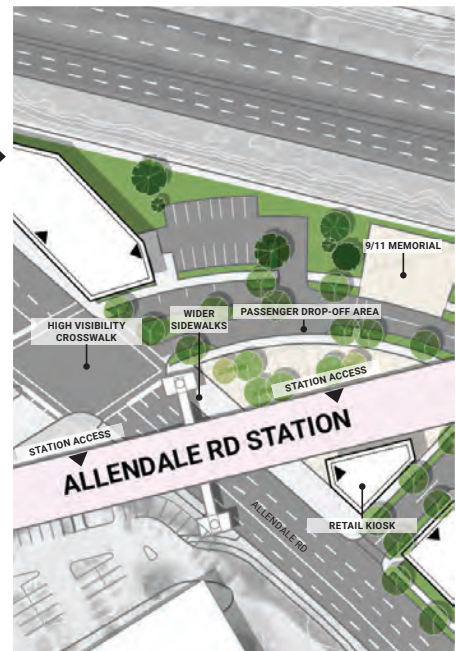 9/11 MEMORIAL
PASSENGER DROP-OFF AREA
WIDER
SIDEWALKS
HIGH VISIBILITY
CROSSWALK
STATION ACCESS
STATION ACCESS
ALLENDALE RD STATION
ALLENDALE RD
RETAIL KIOSK